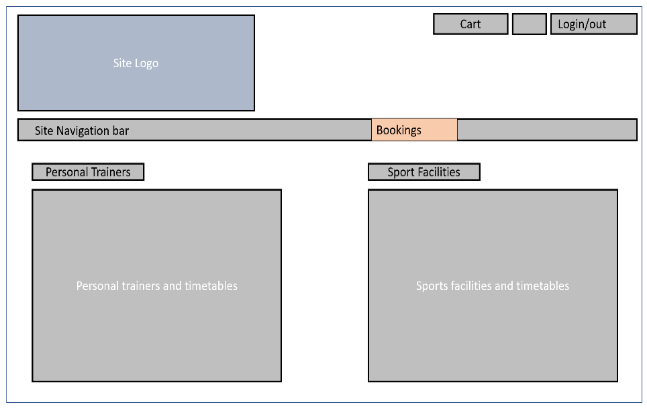 Cart
Login/out
Site Logo
Site Navigation bar
Bookings
Personal Trainers
Sport Facilities
Personal trainers and timetables
Sports facilities and timetables